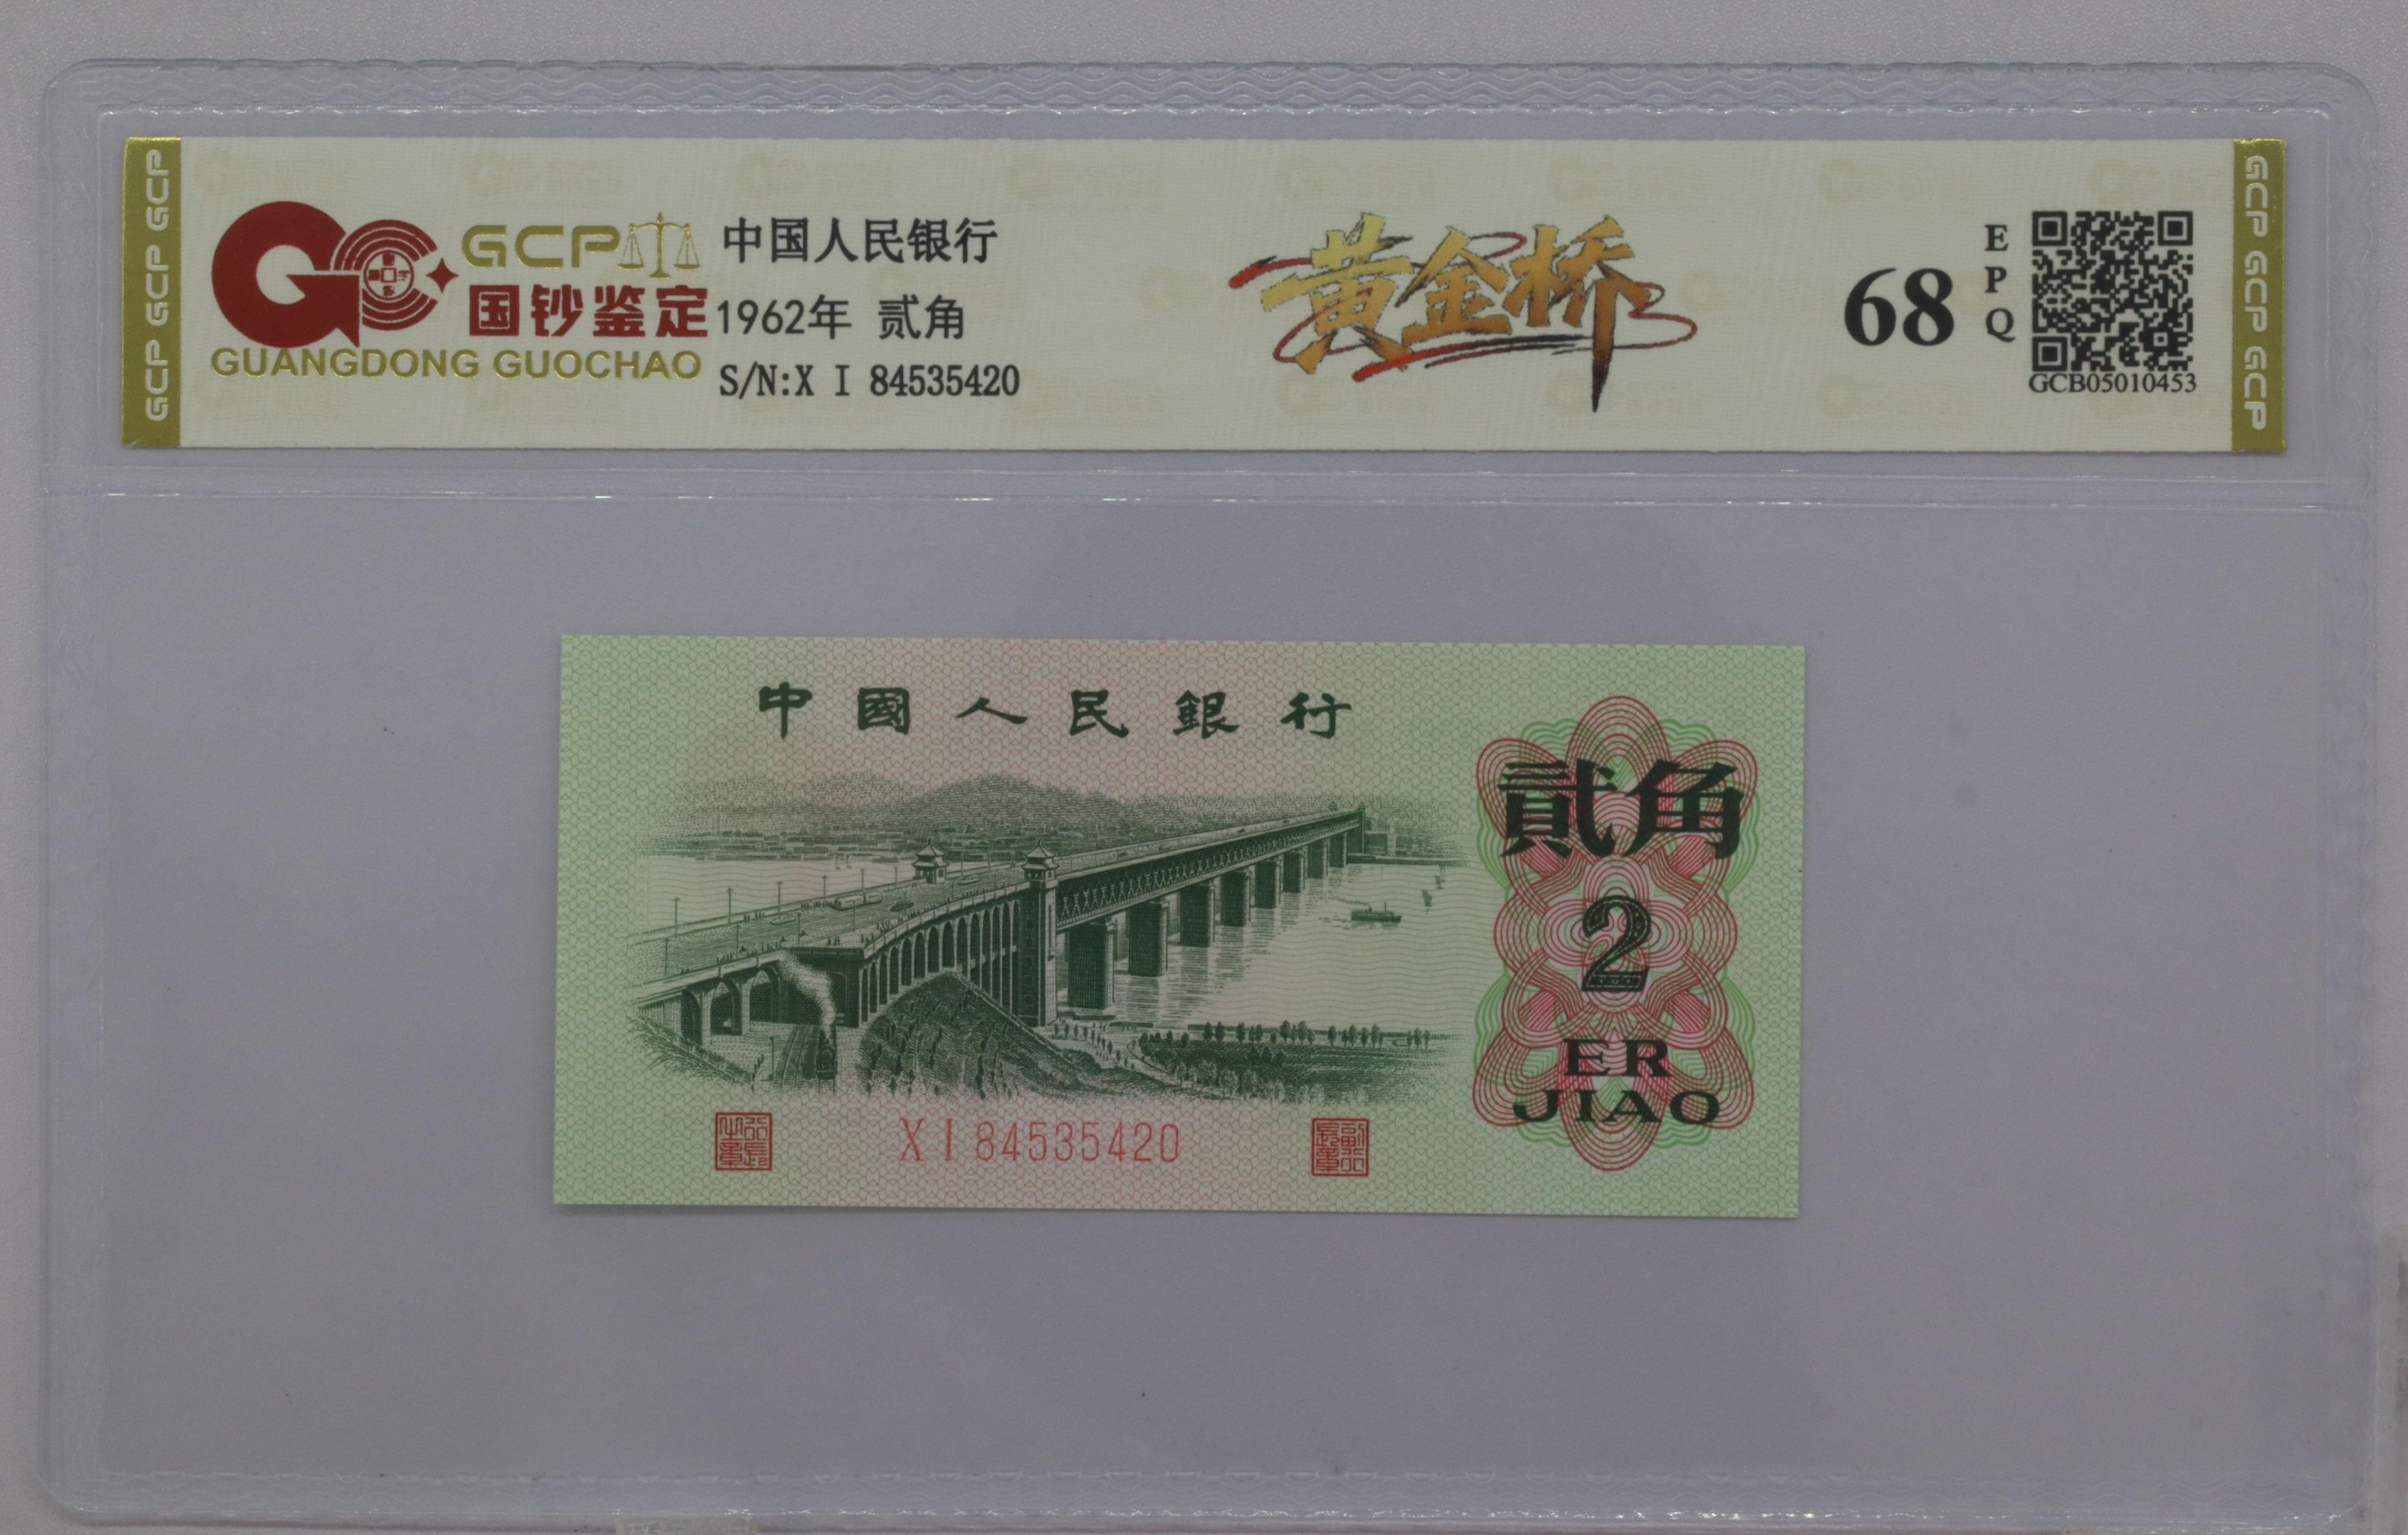 GCP GCP GCP
GCP
国钞鉴定
GUANGDONG GUOCHAO
中国人民银行
1962年 贰角
S/N:X I 84535420
黄金桥
68
E
P
Q
GCB05010453
GCP GCP GCP
中國人民銀行
貳角
2
ER
JIAO
X I 84535420